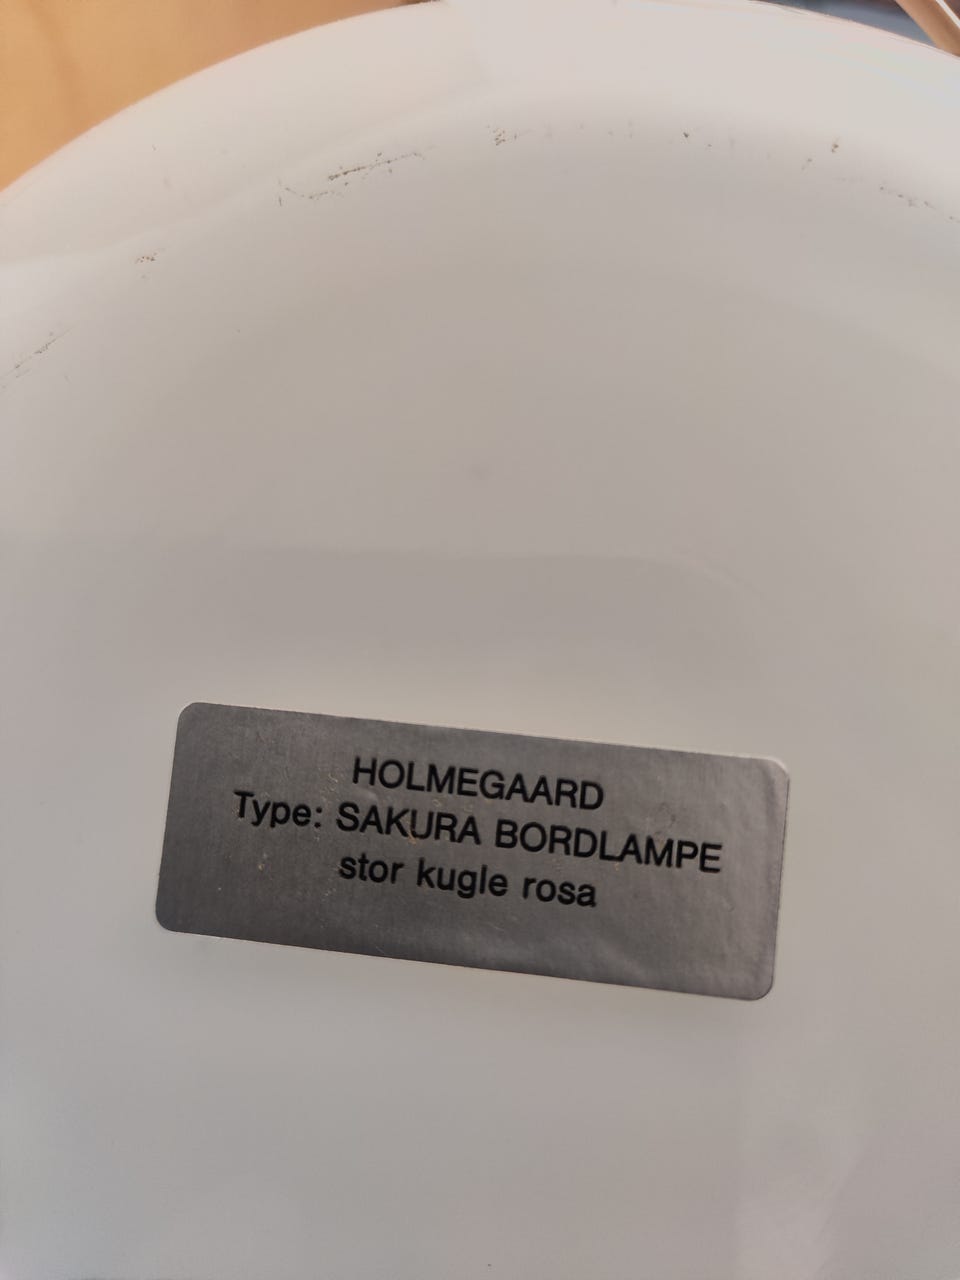 HOLMEGAARD
Type: SAKURA BORDLAMPE
stor kugle rosa